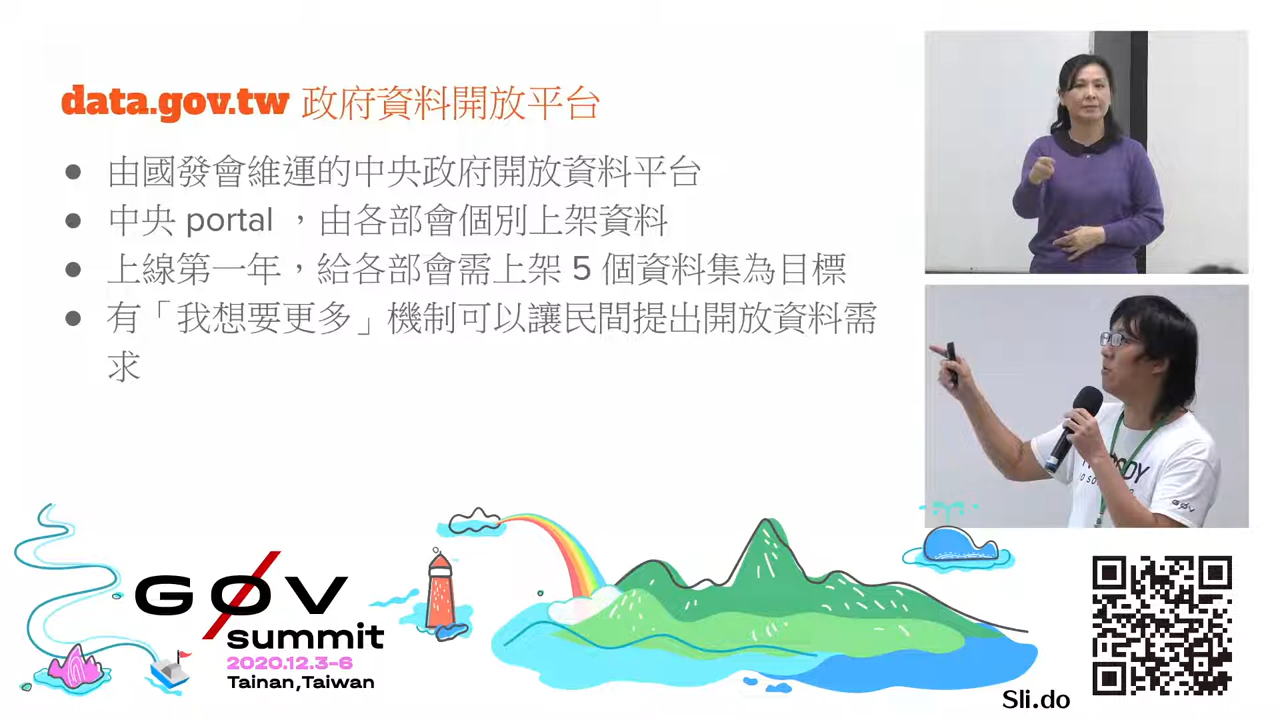 data.gov.tw 政府資料開放平台
● 由國發會維運的中央政府開放資料平台
● 中央 portal ，由各部會個別上架資料
● 上線第一年，給各部會需上架 5 個資料集為目標
● 有「我想要更多」機制可以讓民間提出開放資料需
求
GØV
summit
2020.12.3-6
Tainan,Taiwan
Sli.do